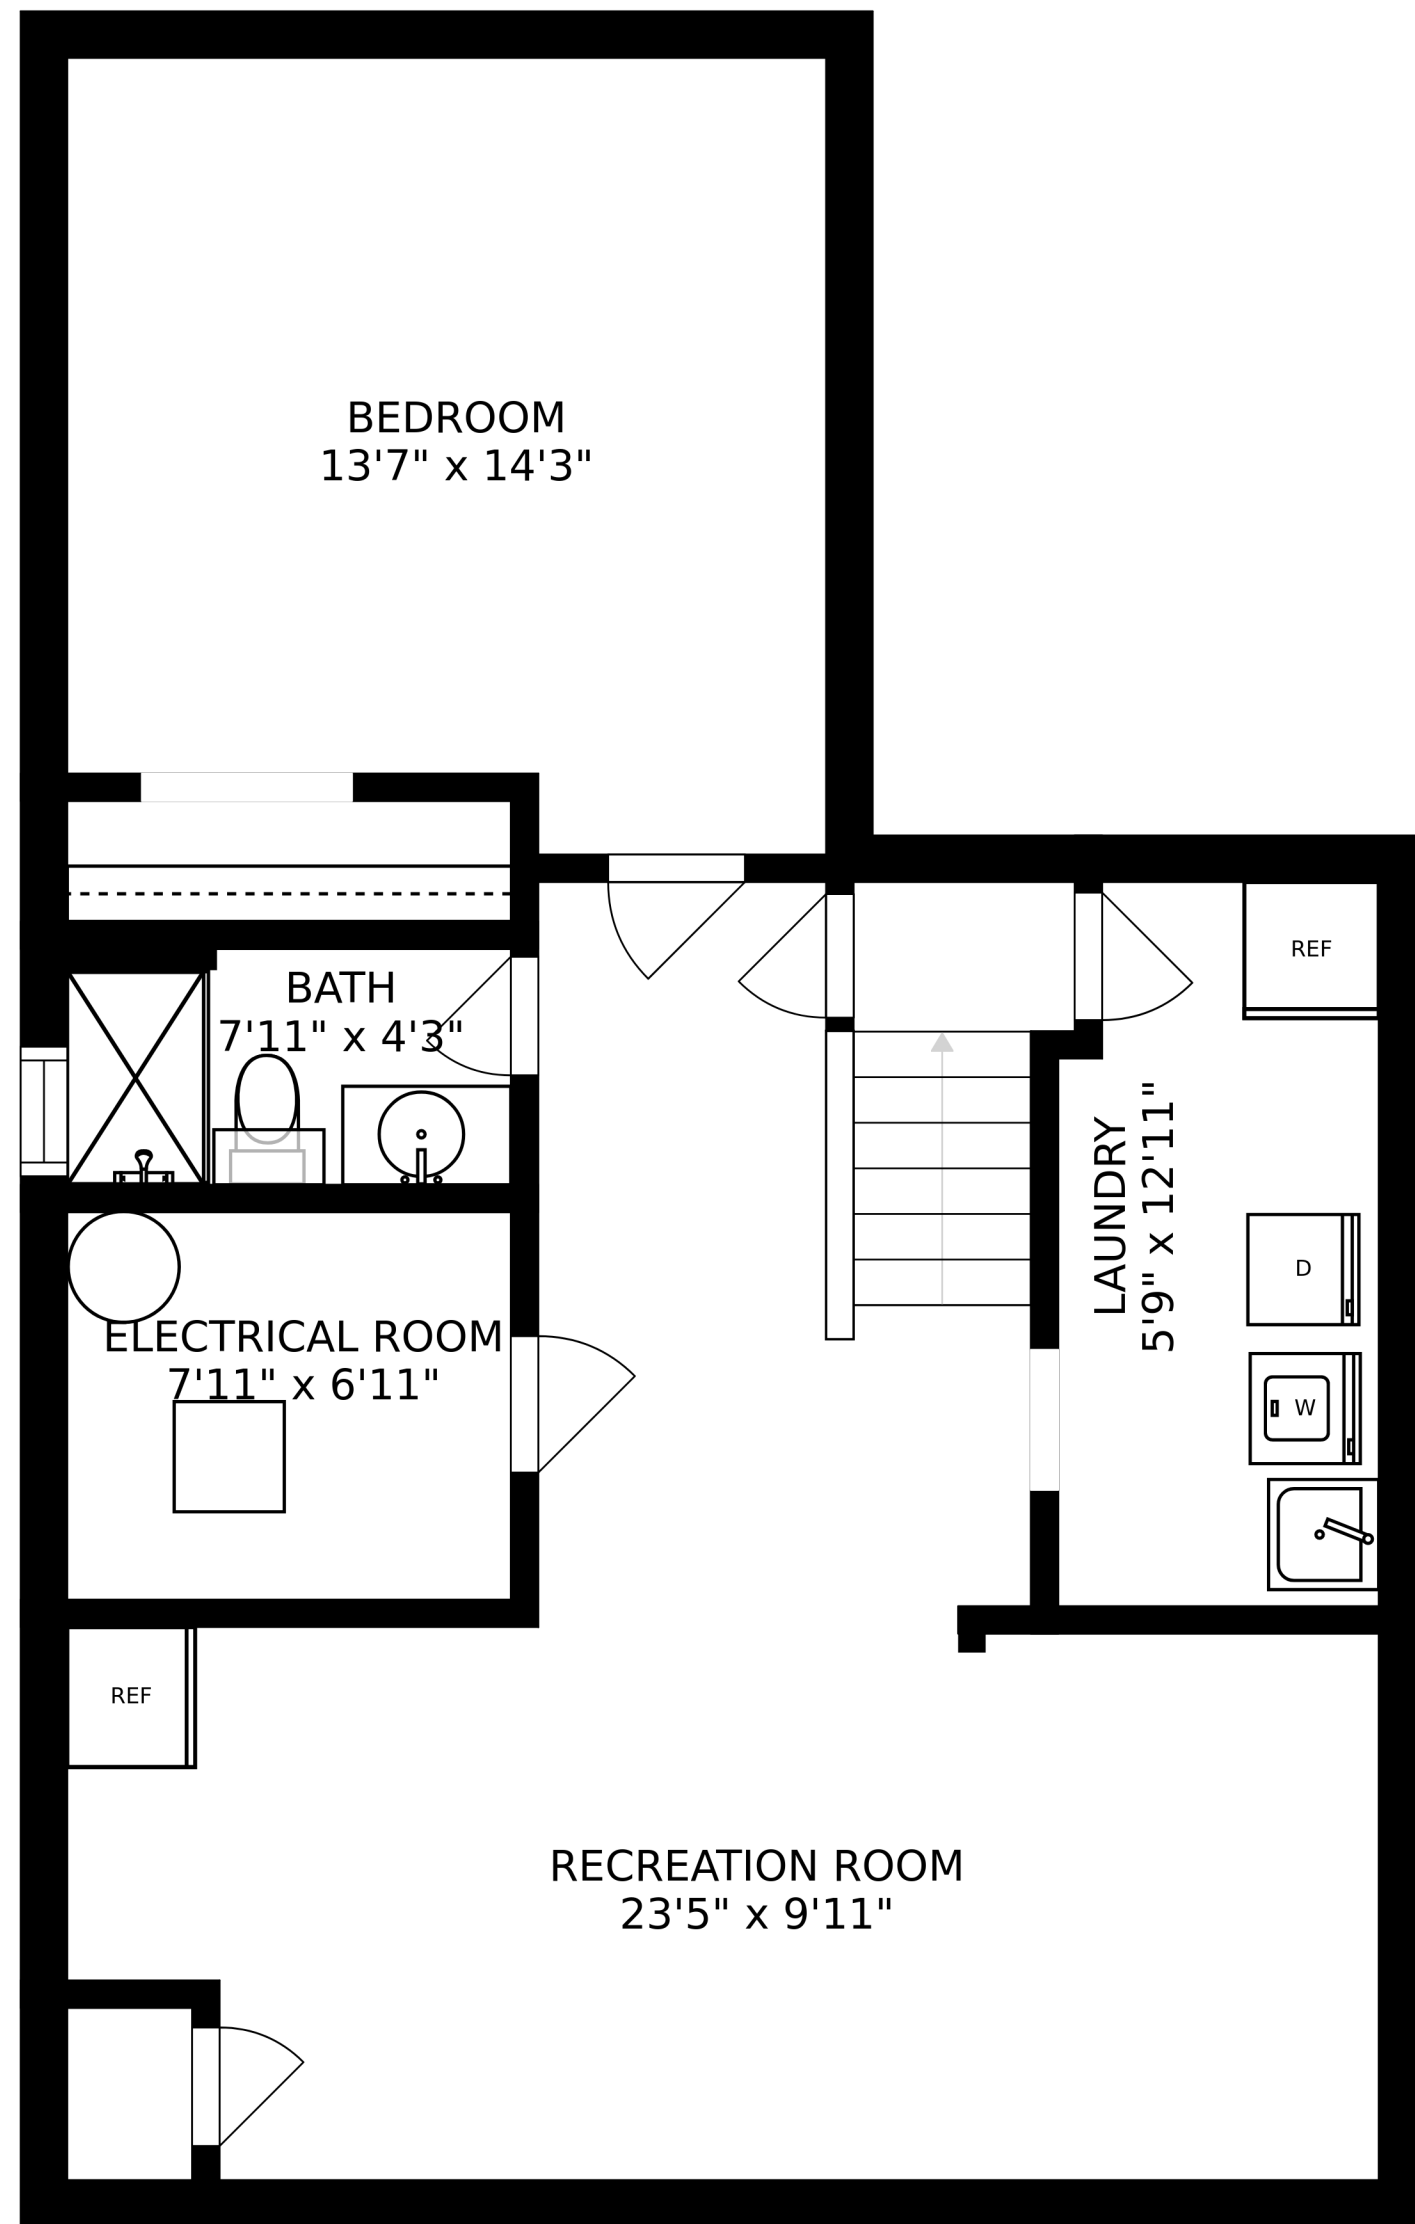 BEDROOM
13'7" x 14'3"
REF
BATH
7'11" x 4'3"
LAUNDRY
5'9" x 12'11"
D
ELECTRICAL ROOM
7'11" x 6'11"
W
REF
RECREATION ROOM
23'5" x 9'11"